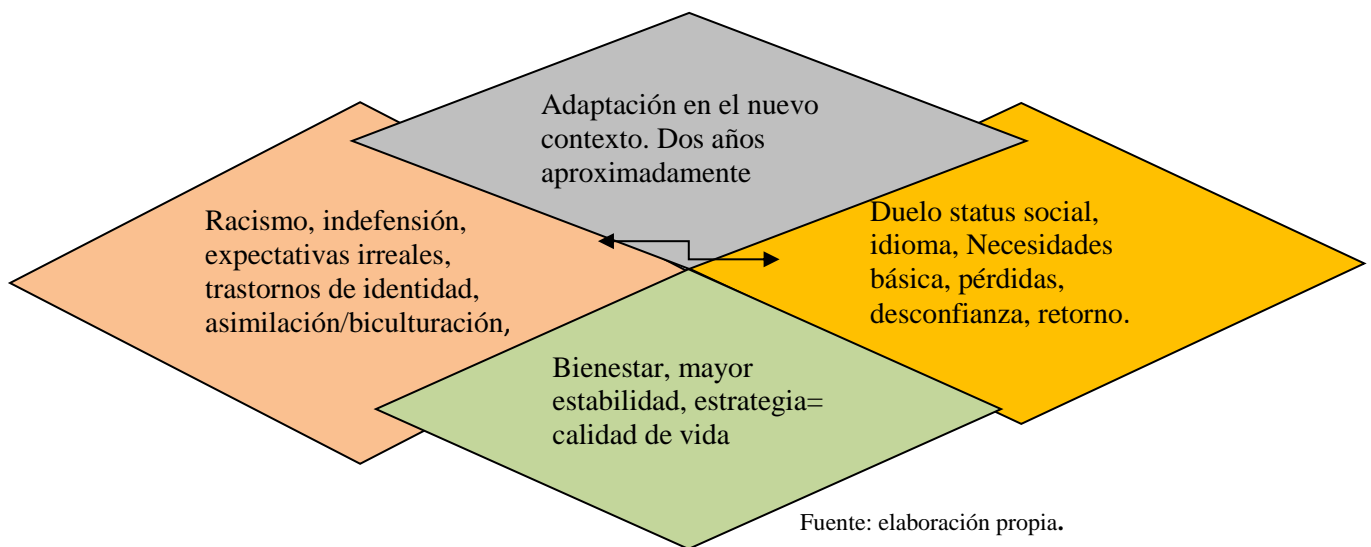 Adaptación en el nuevo
contexto. Dos años
aproximadamente
Racismo, indefensión,
expectativas irreales,
trastornos de identidad,
asimilación/biculturación,
Duelo status social,
idioma, Necesidades
básica, pérdidas,
desconfianza, retorno.
Bienestar, mayor
estabilidad, estrategia=
calidad de vida
Fuente: elaboración propia.